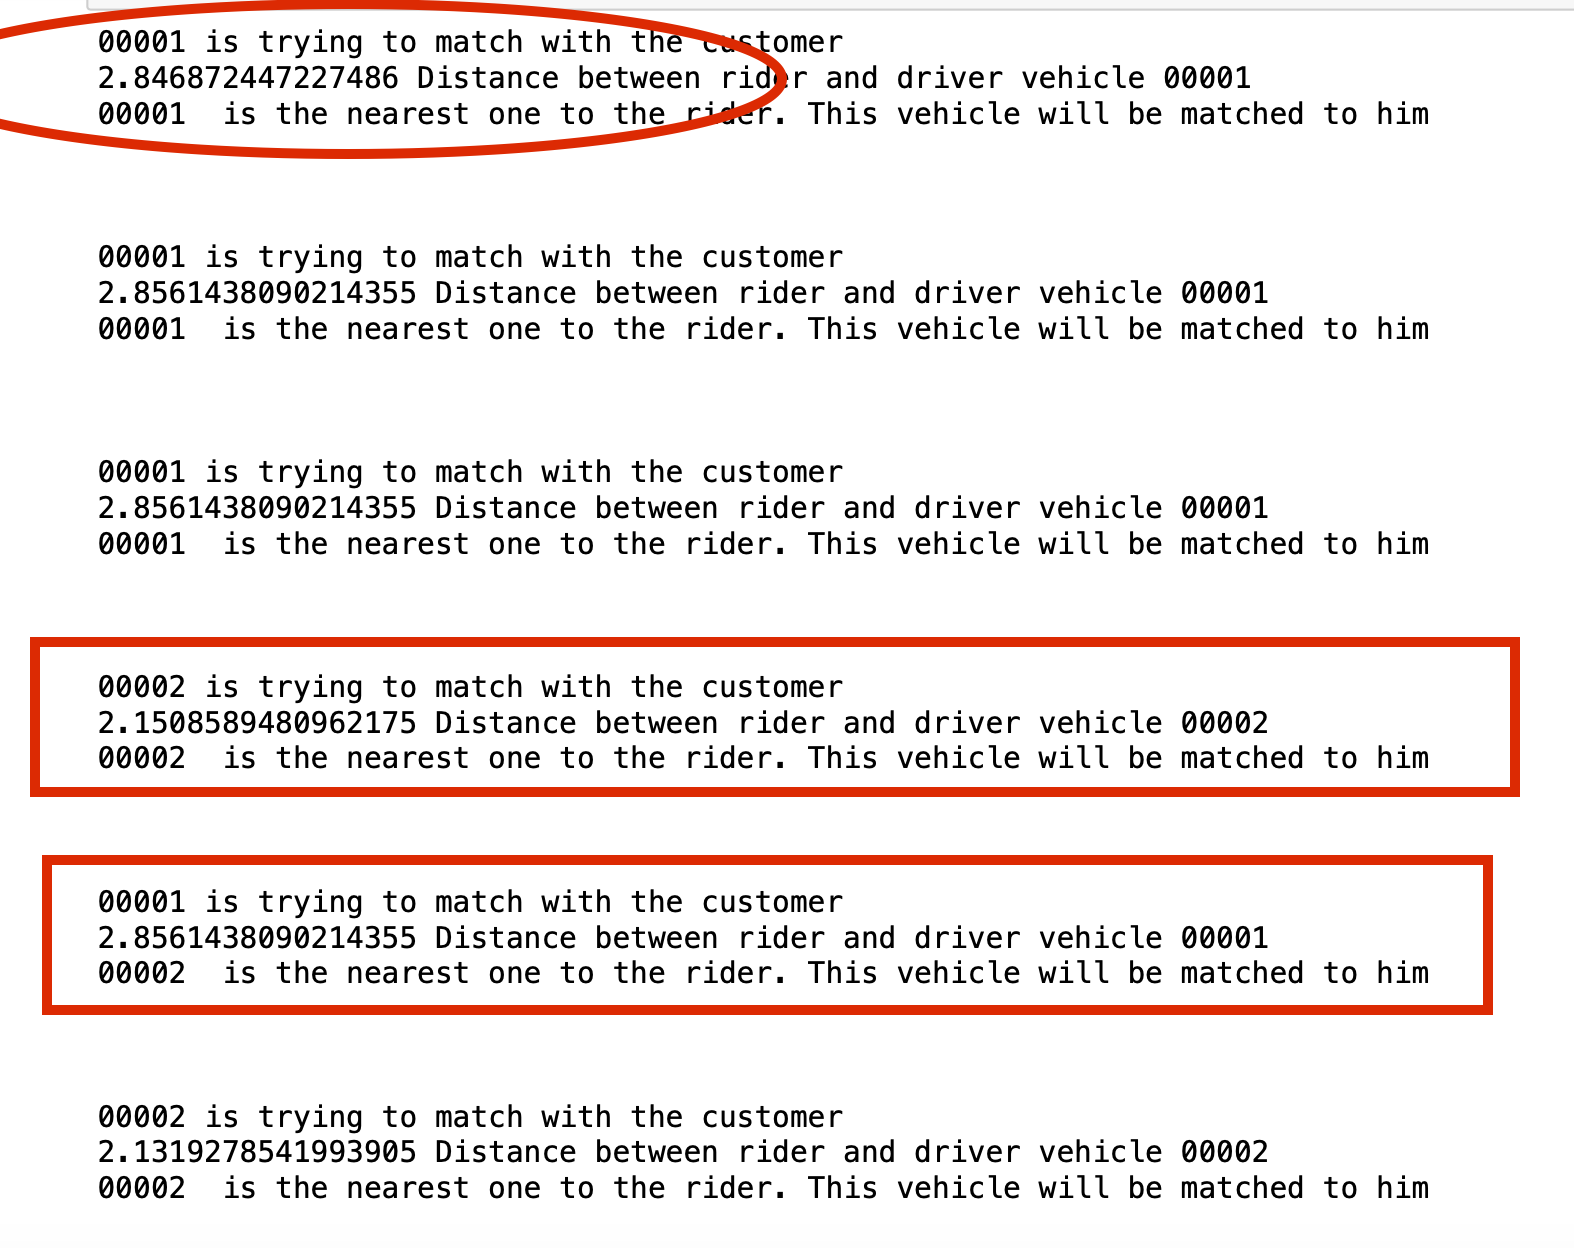 00001 is trying to match with the customer
2.846872447227486 Distance between rider and driver vehicle 00001
00001  is the nearest one to the rider. This vehicle will be matched to him
00001 is trying to match with the customer
2.8561438090214355 Distance between rider and driver vehicle 00001
00001  is the nearest one to the rider. This vehicle will be matched to him
00001 is trying to match with the customer
2.8561438090214355 Distance between rider and driver vehicle 00001
00001  is the nearest one to the rider. This vehicle will be matched to him
00002 is trying to match with the customer
2.1508589480962175 Distance between rider and driver vehicle 00002
00002  is the nearest one to the rider. This vehicle will be matched to him
00001 is trying to match with the customer
2.8561438090214355 Distance between rider and driver vehicle 00001
00002  is the nearest one to the rider. This vehicle will be matched to him
00002 is trying to match with the customer
2.1319278541993905 Distance between rider and driver vehicle 00002
00002  is the nearest one to the rider. This vehicle will be matched to him